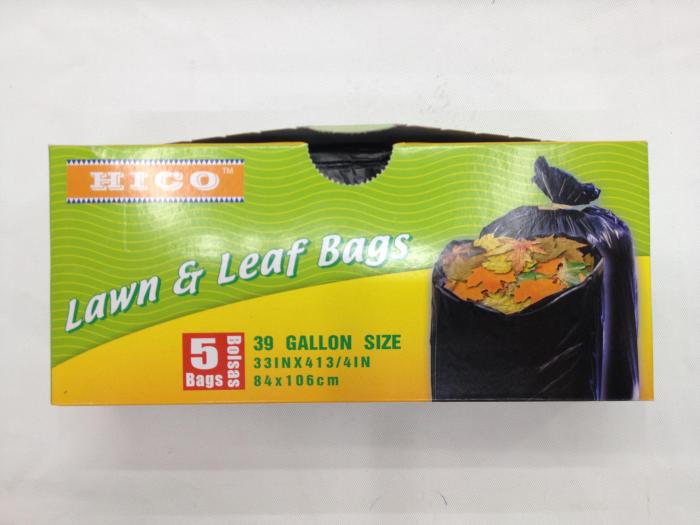 HICO™
Lawn & Leaf Bags
5
Bags
Bolsas
39 GALLON SIZE
33INX413/4IN
84x106cm